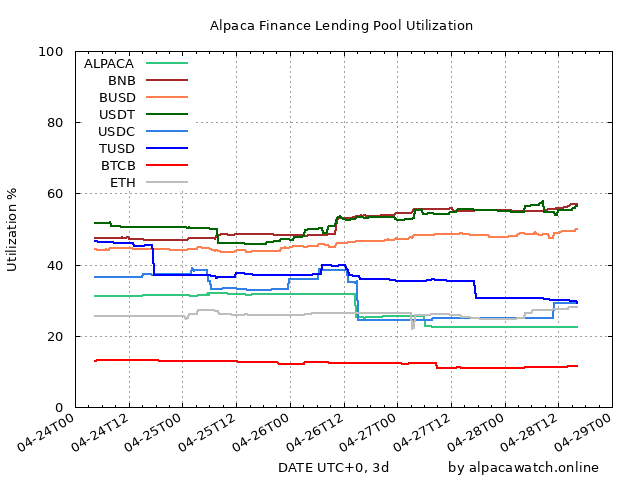 Alpaca Finance Lending Pool Utilization
100
80
60
40
20
0
Utilization %
ALPACA
BNB
BUSD
USDT
USDC
TUSD
BTCB
ETH
04-24T00
04-24T12
04-25T00
04-25T12
04-26T00
04-26T12
04-27T00
04-27T12
04-28T00
04-28T12
04-29T00
DATE UTC+0, 3d
by alpacawatch.online